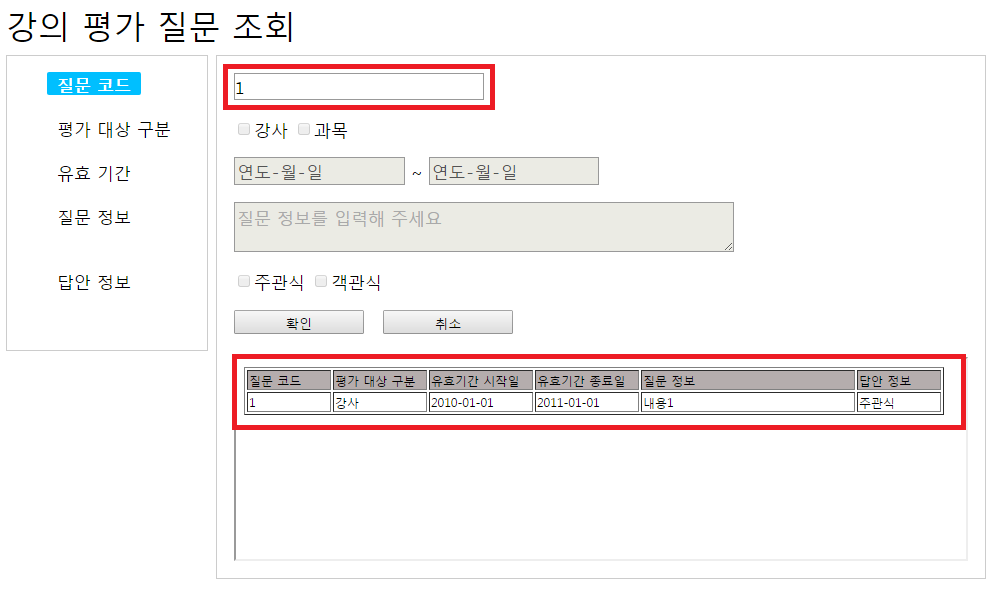 강의 평가 질문 조회
질문 코드
1
평가 대상 구분
강사 과목
유효 기간
연도-월-일 ~ 연도-월-일
질문 정보
질문 정보를 입력해 주세요
답안 정보
주관식 객관식
확인 취소
질문 코드 평가 대상 구분 유효기간 시작일 유효기간 종료일 질문 정보 답안 정보
1 강사 2010-01-01 2011-01-01 내용1 주관식